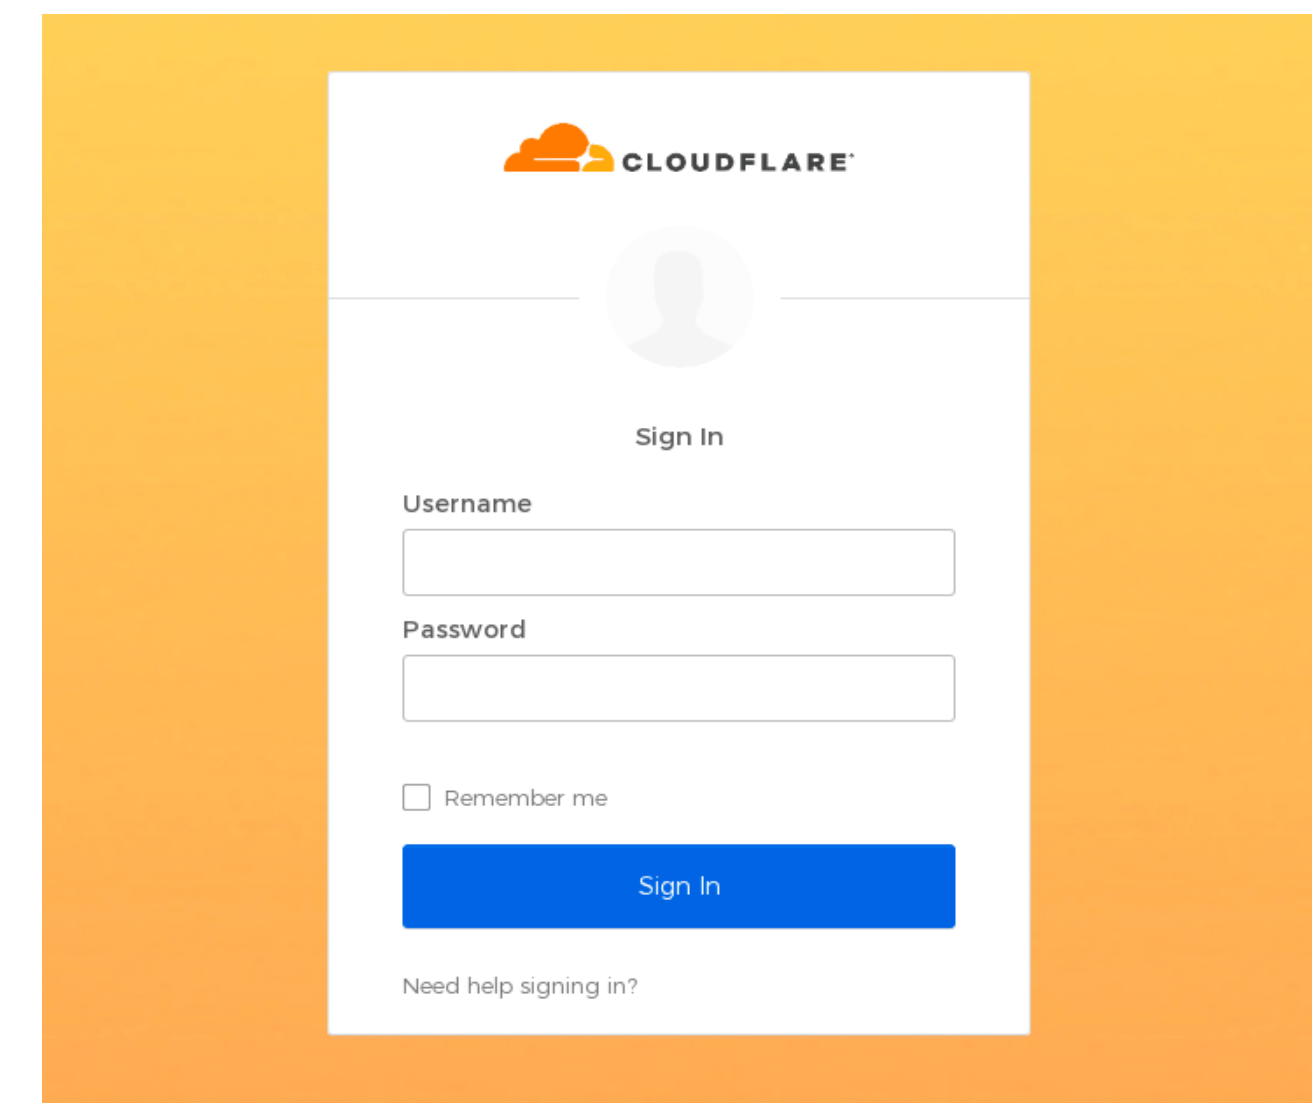 CLOUDFLARE
Sign In
Username
Password
Remember me
Sign In
Need help signing in?